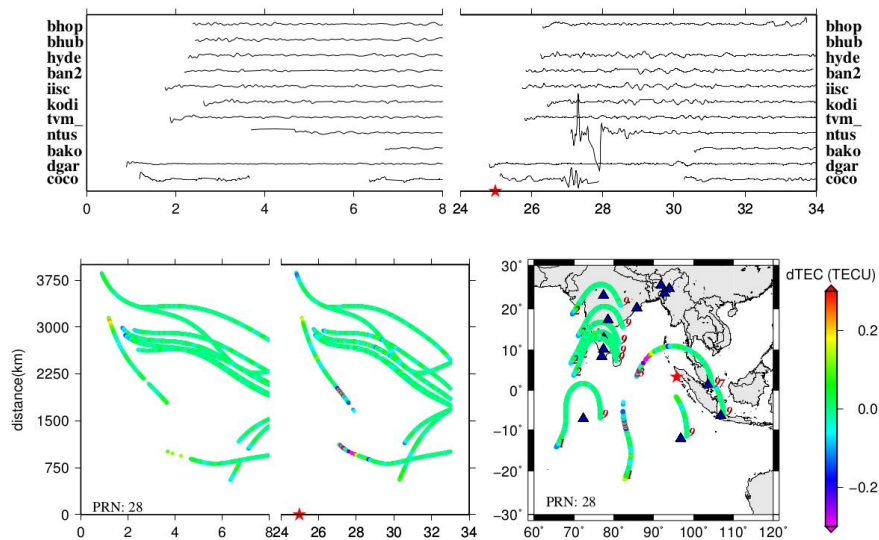 bhop bhop
bhub bhub
hyde hyde
ban2 ban2
iisc iisc
kodi kodi
tvm_ tvm_
ntus ntus
bako bako
dgar dgar
coco coco
0 2 4 6 8 24 26 28 30 32 34
distance(km)
3750
3000
2250
1500
750
0
PRN: 28
0 2 4 6 8 24 26 28 30 32 34
30°
20°
10°
0°
−10°
−20°
−30°
PRN: 28
60° 70° 80° 90° 100° 110° 120°
dTEC (TECU)
0.2
0.0
−0.2